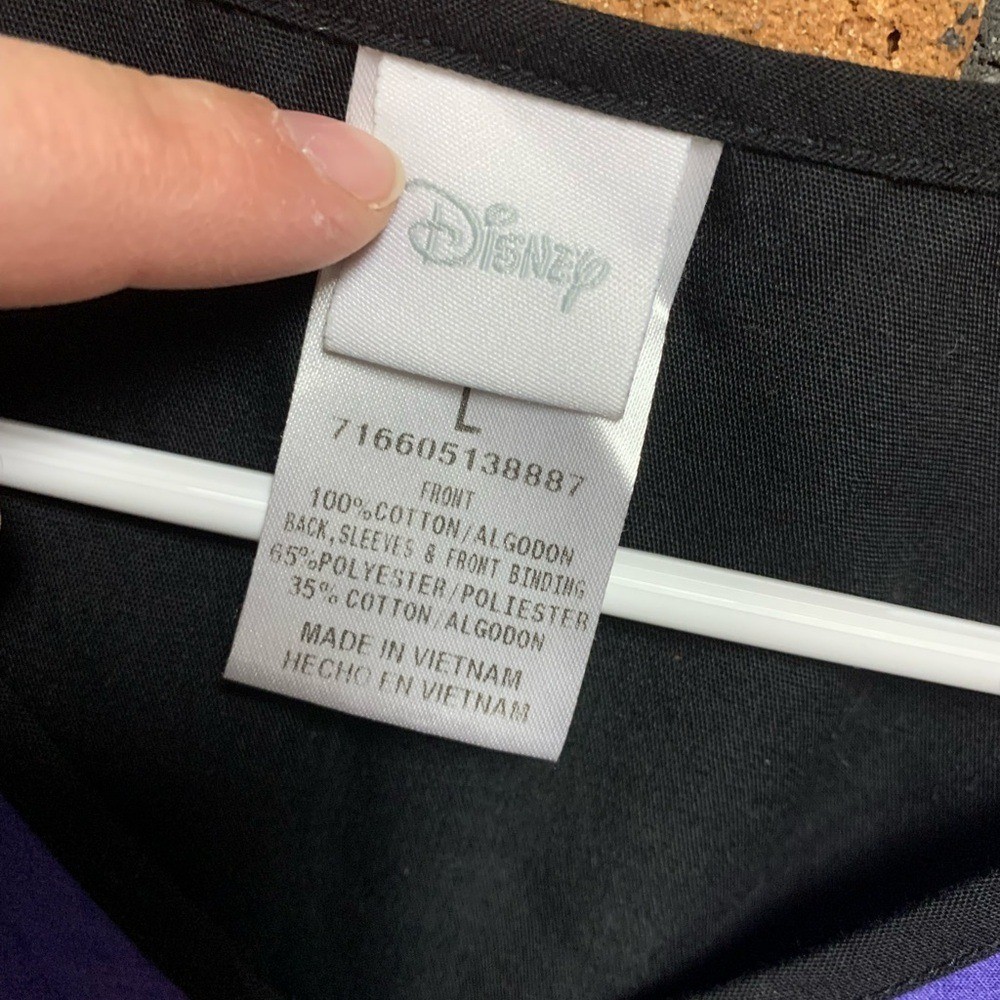 Disney
L
716605138887
FRONT
100%COTTON/ALGODON
BACK,SLEEVES & FRONT BINDING
65%POLYESTER/POLIESTER
35% COTTON/ALGODON
MADE IN VIETNAM
HECHO EN VIETNAM